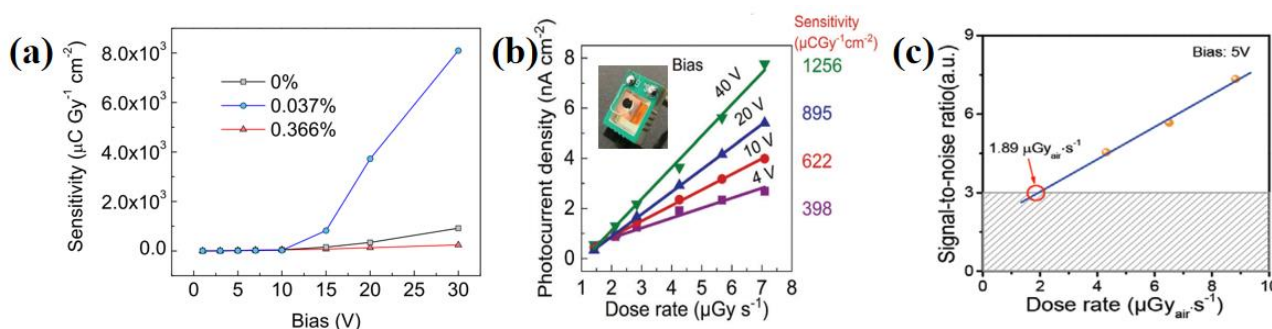 (a)
Sensitivity (µC Gy⁻¹ cm⁻²)
8.0x10³
6.0x10³
4.0x10³
2.0x10³
0.0
0%
0.037%
0.366%
0 5 10 15 20 25 30
Bias (V)
(b)
Photocurrent density (nA cm⁻²)
8
6
4
2
0
Bias
40 V
20 V
10 V
4 V
1 2 3 4 5 6 7 8
Dose rate (µGy s⁻¹)
Sensitivity
(µCGy⁻¹cm⁻²)
1256
895
622
398
(c)
Signal-to-noise ratio(a.u.)
9
6
3
0
Bias: 5V
1.89 µGyair·s⁻¹
0 2 4 6 8 10
Dose rate (µGyair·s⁻¹)